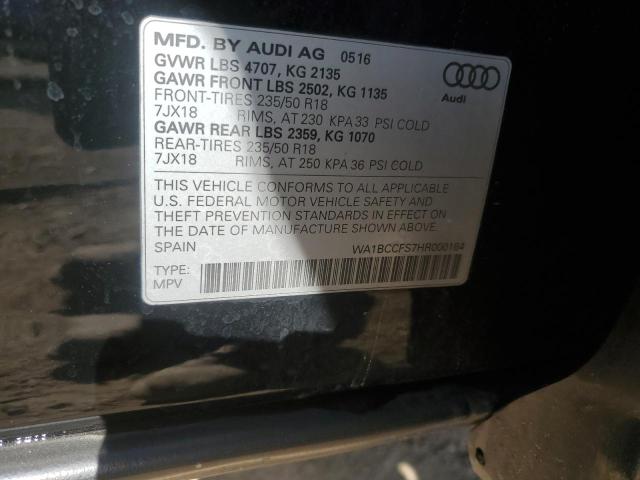 MFD. BY AUDI AG 0516
GVWR LBS 4707, KG 2135
GAWR FRONT LBS 2502, KG 1135
FRONT-TIRES 235/50 R18
7JX18 RIMS, AT 230 KPA 33 PSI COLD
GAWR REAR LBS 2359, KG 1070
REAR-TIRES 235/50 R18
7JX18 RIMS, AT 250 KPA 36 PSI COLD
Audi
THIS VEHICLE CONFORMS TO ALL APPLICABLE
U.S. FEDERAL MOTOR VEHICLE SAFETY AND
THEFT PREVENTION STANDARDS IN EFFECT ON
THE DATE OF MANUFACTURE SHOWN ABOVE.
SPAIN WA1BCCFS7HR000164
TYPE:
MPV